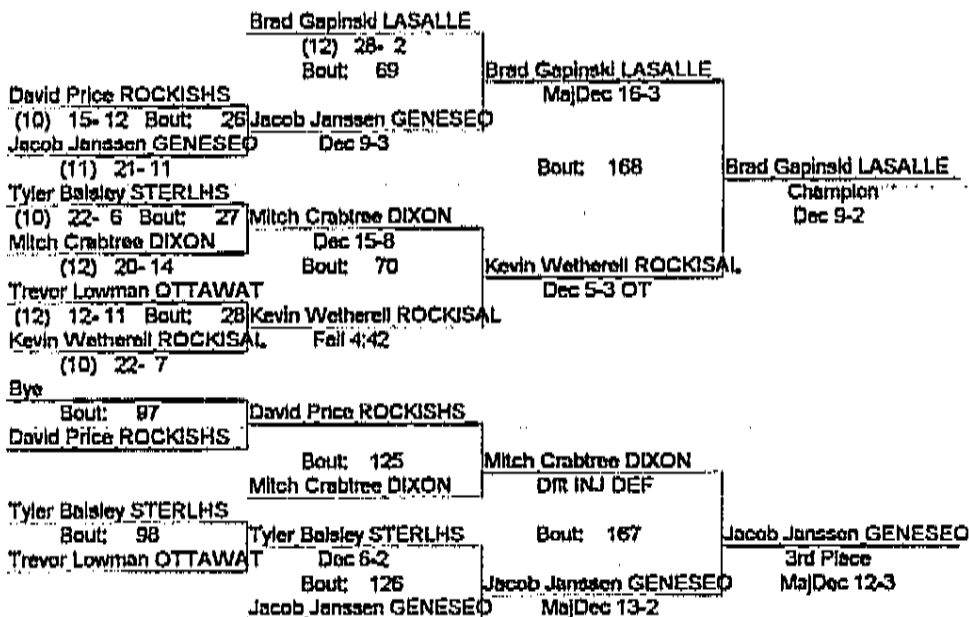 Brad Gapinski LASALLE
(12) 28- 2
Bout: 69
Brad Gapinski LASALLE
MajDec 16-3
David Price ROCKISHS
(10) 15- 12 Bout: 26
Jacob Janssen GENESEO
Jacob Janssen GENESEO
Dec 9-3
(11) 21- 11
Bout: 168
Brad Gapinski LASALLE
Champion
Dec 9-2
Tyler Balsley STERLHS
(10) 22- 6 Bout: 27
Mitch Crabtree DIXON
Mitch Crabtree DIXON
Dec 15-8
(12) 20- 14
Bout: 70
Kevin Wetherell ROCKISAL
Dec 5-3 OT
Trevor Lowman OTTAWAT
(12) 12- 11 Bout: 28
Kevin Wetherell ROCKISAL
Kevin Wetherell ROCKISAL
Fall 4:42
(10) 22- 7
Bye
Bout: 97
David Price ROCKISHS
David Price ROCKISHS
Bout: 125
Mitch Crabtree DIXON
Mitch Crabtree DIXON
Dflt INJ DEF
Tyler Balsley STERLHS
Bout: 98
Tyler Balsley STERLHS
Bout: 167
Jacob Janssen GENESEO
Trevor Lowman OTTAWAT
Dec 6-2
3rd Place
Bout: 126
Jacob Janssen GENESEO
MajDec 12-3
Jacob Janssen GENESEO
MajDec 13-2